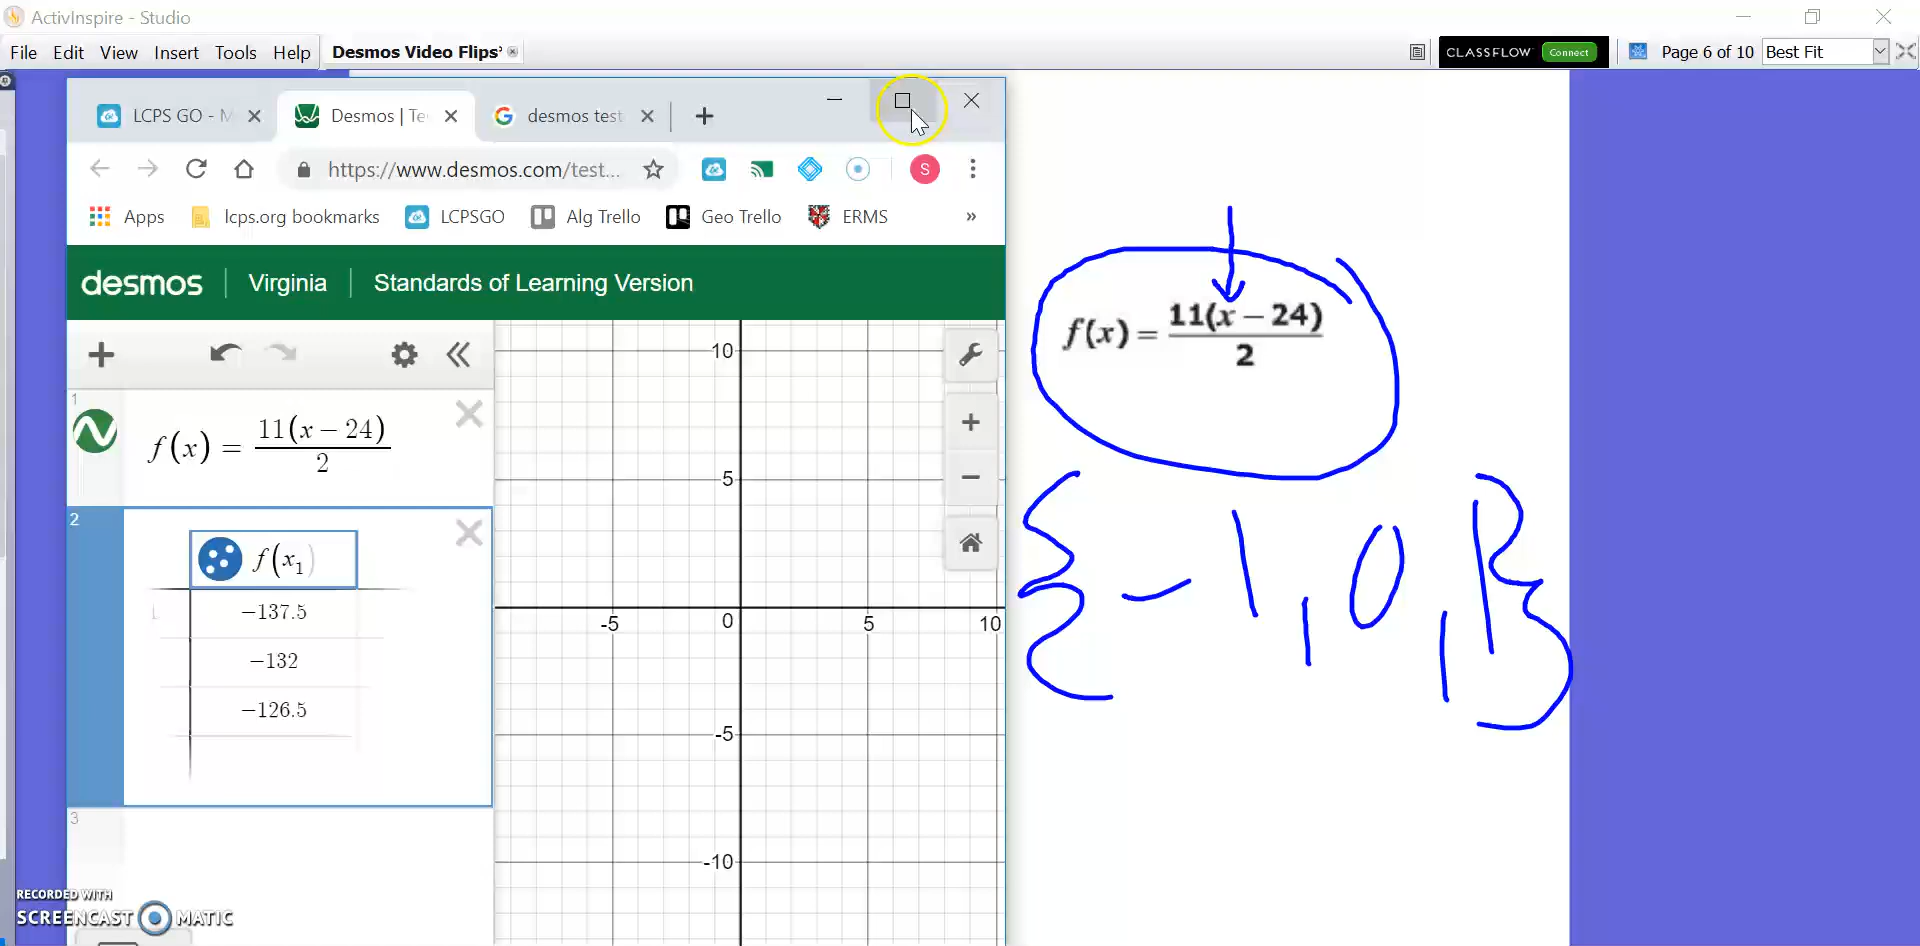 ActivInspire - Studio
File Edit View Insert Tools Help Desmos Video Flips' CLASSFLOW Connect Page 6 of 10 Best Fit
LCPS GO - M Desmos | Te desmos test
https://www.desmos.com/test... S
Apps lcps.org bookmarks LCPSGO Alg Trello Geo Trello ERMS »
desmos Virginia Standards of Learning Version
1
f(x) = 11(x − 24) / 2
2
f(x₁)
−137.5
−132
−126.5
3
10
5
-5 0 5 10
-5
-10
f(x) = 11(x − 24) / 2
{−1, 0, 1}
RECORDED WITH
SCREENCAST MATIC